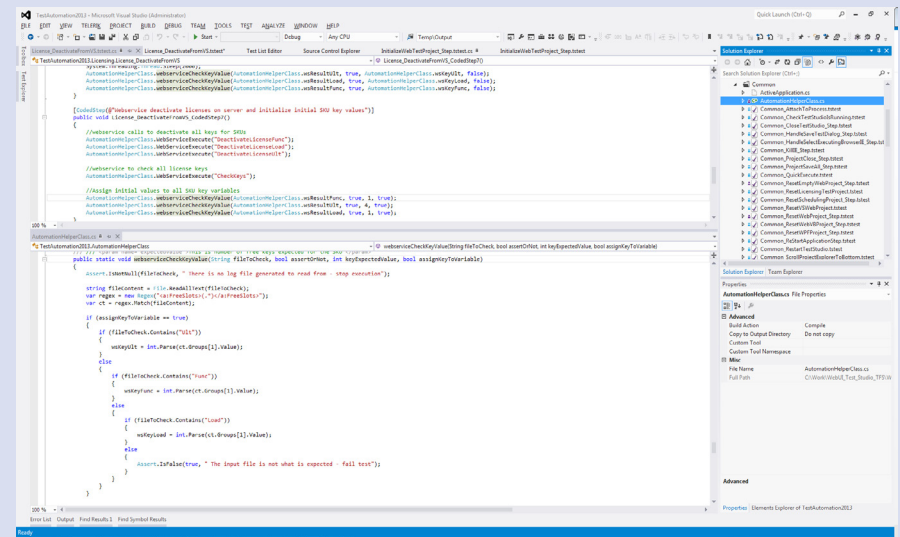 TestAutomation2013 - Microsoft Visual Studio (Administrator)
Quick Launch (Ctrl+Q)
FILE EDIT VIEW TELERIK PROJECT BUILD DEBUG TEAM TOOLS TEST ANALYZE WINDOW HELP
Start Debug Any CPU Templ:Output
License_DeactivateFromVS.tstest.cs License_DeactivateFromVS.tstest* Test List Editor Source Control Explorer InitializeWebTestProject_Step.tstest.cs InitializeWebTestProject_Step.tstest
Toolbox
Test Explorer
TestAutomation2013.Licensing.License_DeactivateFromVS License_DeactivateFromVS_CodedStep7()
AutomationHelperClass.webserviceCheckKeyValue(AutomationHelperClass.wsResultUlt, true, AutomationHelperClass.wsKeyUlt, false);
AutomationHelperClass.webserviceCheckKeyValue(AutomationHelperClass.wsResultLoad, true, AutomationHelperClass.wsKeyLoad, false);
AutomationHelperClass.webserviceCheckKeyValue(AutomationHelperClass.wsResultFunc, true, AutomationHelperClass.wsKeyFunc, false);
}
[CodedStep(@"Webservice deactivate licenses on server and initialize initial SKU key values")]
public void License_DeactivateFromVS_CodedStep7()
{
//webservice calls to deactivate all keys for SKUs
AutomationHelperClass.WebServiceExecute("DeactivateLicenseFunc");
AutomationHelperClass.WebServiceExecute("DeactivateLicenseLoad");
AutomationHelperClass.WebServiceExecute("DeactivateLicenseUlt");
//webservice to check all license keys
AutomationHelperClass.WebServiceExecute("CheckKeys");
//Assign initial values to all SKU key variables
AutomationHelperClass.webserviceCheckKeyValue(AutomationHelperClass.wsResultFunc, true, 1, true);
AutomationHelperClass.webserviceCheckKeyValue(AutomationHelperClass.wsResultUlt, true, 4, true);
AutomationHelperClass.webserviceCheckKeyValue(AutomationHelperClass.wsResultLoad, true, 1, true);
}
100 %
AutomationHelperClass.cs
TestAutomation2013.AutomationHelperClass webserviceCheckKeyValue(String fileToCheck, bool assertOrNot, int keyExpectedValue, bool assignKeyToVariable)
public static void webserviceCheckKeyValue(String fileToCheck, bool assertOrNot, int keyExpectedValue, bool assignKeyToVariable)
{
Assert.IsNotNull(fileToCheck, " There is no log file generated to read from - stop execution");
string fileContent = File.ReadAllText(fileToCheck);
var regex = new Regex("<a:FreeSlots>(.*)</a:FreeSlots>");
var ct = regex.Match(fileContent);
if (assignKeyToVariable == true)
{
if (fileToCheck.Contains("Ult"))
{
wsKeyUlt = int.Parse(ct.Groups[1].Value);
}
else
{
if (fileToCheck.Contains("Func"))
{
wsKeyFunc = int.Parse(ct.Groups[1].Value);
}
else
{
if (fileToCheck.Contains("Load"))
{
wsKeyLoad = int.Parse(ct.Groups[1].Value);
}
else
{
Assert.IsFalse(true, " The input file is not what is expected - fail test");
}
}
}
}
100 %
Error List Output Find Results 1 Find Symbol Results
Ready
Solution Explorer
Search Solution Explorer (Ctrl+;)
Common
ActiveApplication.cs
AutomationHelperClass.cs
Common_AttachToProcess.tstest
Common_CheckTestStudioIsRunning.tstest
Common_CloseTestStudio_Step.tstest
Common_HandleSaveTestDialog_Step.tstest
Common_HandleSelectExecutingBrowserIE_Step.tst
Common_KillIE_Step.tstest
Common_ProjectClose_Step.tstest
Common_ProjectSaveAll_Step.tstest
Common_QuickExecute.tstest
Common_ResetEmptyWebProject_Step.tstest
Common_ResetLicensingTestProject.tstest
Common_ResetSchedulingProject_Step.tstest
Common_ResetVSWebProject.tstest
Common_ResetWebProject_Step.tstest
Common_ResetWebVBProject_Step.tstest
Common_ResetWPFProject_Step.tstest
Common_ReStartApplicationStep.tstest
Common_RestartTestStudio.tstest
Common_ScrollProjectExplorerToBottom.tstest
Solution Explorer Team Explorer
Properties
AutomationHelperClass.cs File Properties
Advanced
Build Action Compile
Copy to Output Directory Do not copy
Custom Tool
Custom Tool Namespace
Misc
File Name AutomationHelperClass.cs
Full Path C:\Work\WebUI_Test_Studio_TFS\W
Advanced
Properties Elements Explorer of TestAutomation2013